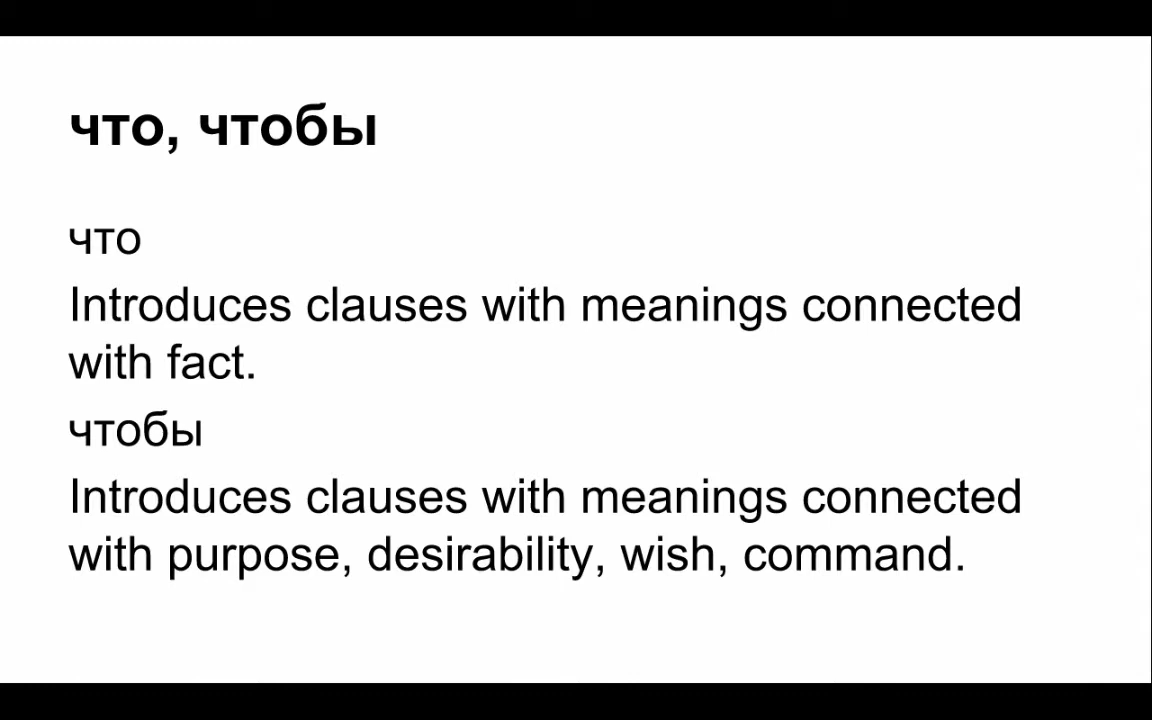 что, чтобы
что
Introduces clauses with meanings connected
with fact.
чтобы
Introduces clauses with meanings connected
with purpose, desirability, wish, command.